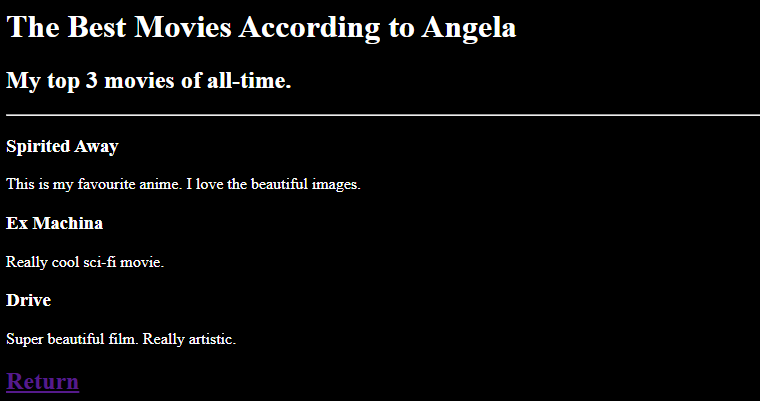 The Best Movies According to Angela
My top 3 movies of all-time.
Spirited Away
This is my favourite anime. I love the beautiful images.
Ex Machina
Really cool sci-fi movie.
Drive
Super beautiful film. Really artistic.
Return